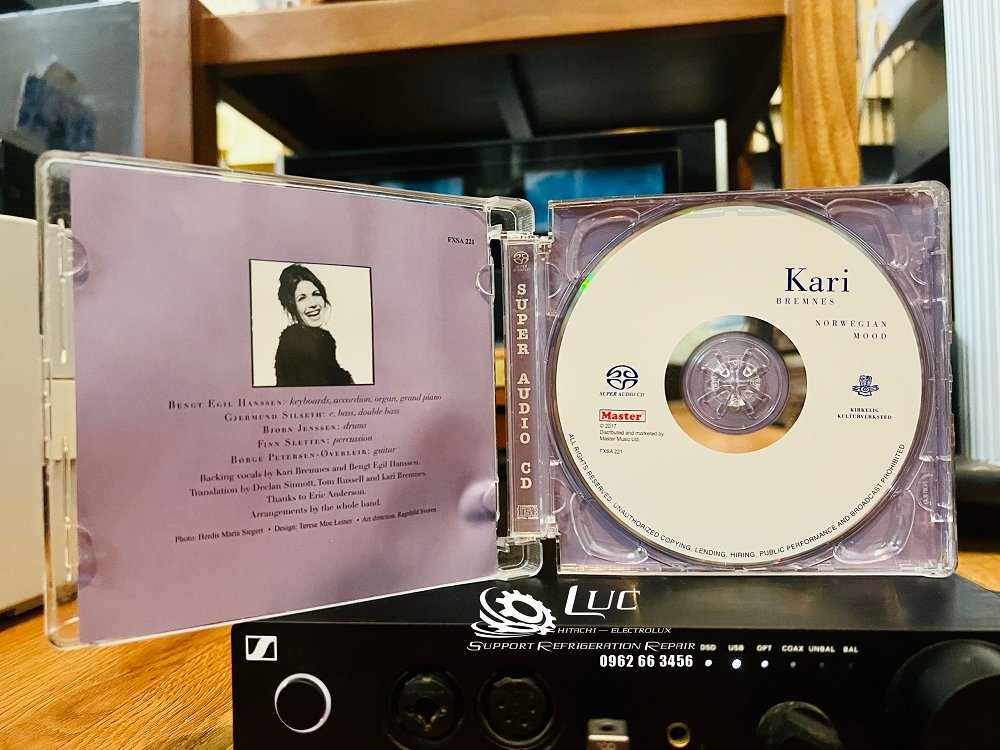 FXSA 221
BENGT EGIL HANSSEN: keyboards, accordion, organ, grand piano
GJERMUND SILSETH: c. bass, double bass
BJØRN JENSSEN: drums
FINN SLETTEN: percussion
BØRGE PETERSEN-ØVERLEIR: guitar
Backing vocals by Kari Bremnes and Bengt Egil Hanssen.
Translation by Declan Sinnott, Tom Russell and kari Bremnes.
Thanks to Eric Anderson.
Arrangements by the whole band.
Photo: Herdis Maria Siegert • Design: Terese Moe Leiner • Art direction: Ragnhild Svoren
SUPER AUDIO CD
Kari
BREMNES
NORWEGIAN
MOOD
SUPER AUDIO CD
KIRKELIG
KULTURVERKSTED
Master
© 2017
Distributed and marketed by
Master Music Ltd.
FXSA 221
ALL RIGHTS RESERVED. UNAUTHORIZED COPYING, LENDING, HIRING, PUBLIC PERFORMANCE AND BROADCAST PROHIBITED
LUC
HITACHI — ELECTROLUX
SUPPORT REFRIGERATION REPAIR
0962 66 3456
DSD USB OPT COAX UNBAL BAL